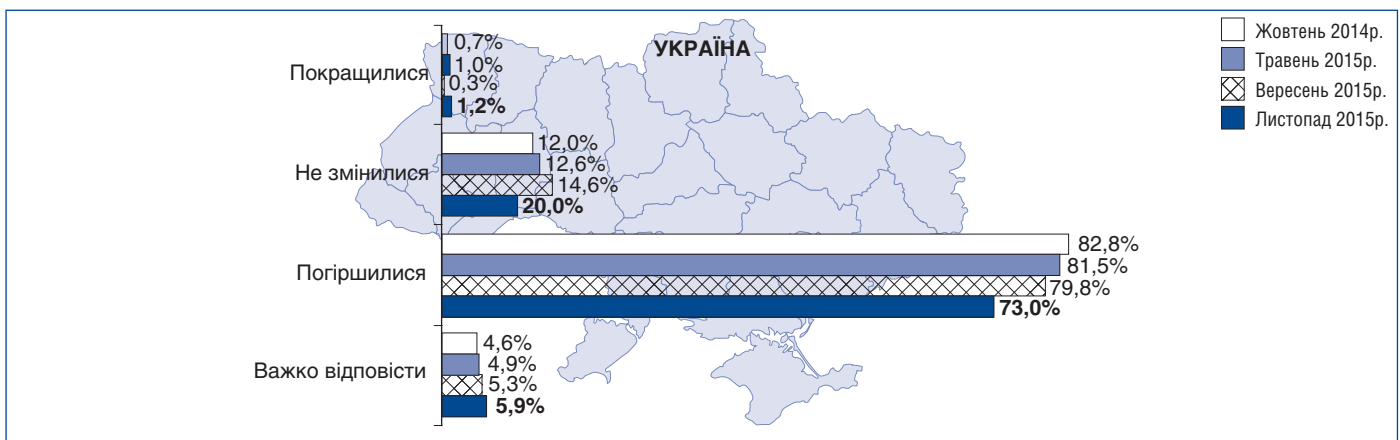 УКРАЇНА
Жовтень 2014р.
Травень 2015р.
Вересень 2015р.
Листопад 2015р.
Покращилися
0,7%
1,0%
0,3%
1,2%
Не змінилися
12,0%
12,6%
14,6%
20,0%
Погіршилися
82,8%
81,5%
79,8%
73,0%
Важко відповісти
4,6%
4,9%
5,3%
5,9%